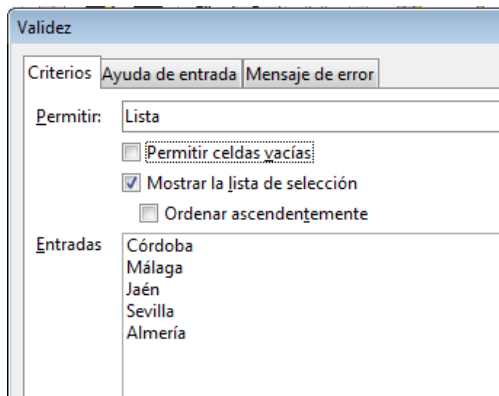 Validez
Criterios Ayuda de entrada Mensaje de error
Permitir: Lista
Permitir celdas vacías
Mostrar la lista de selección
Ordenar ascendentemente
Entradas Córdoba
Málaga
Jaén
Sevilla
Almería